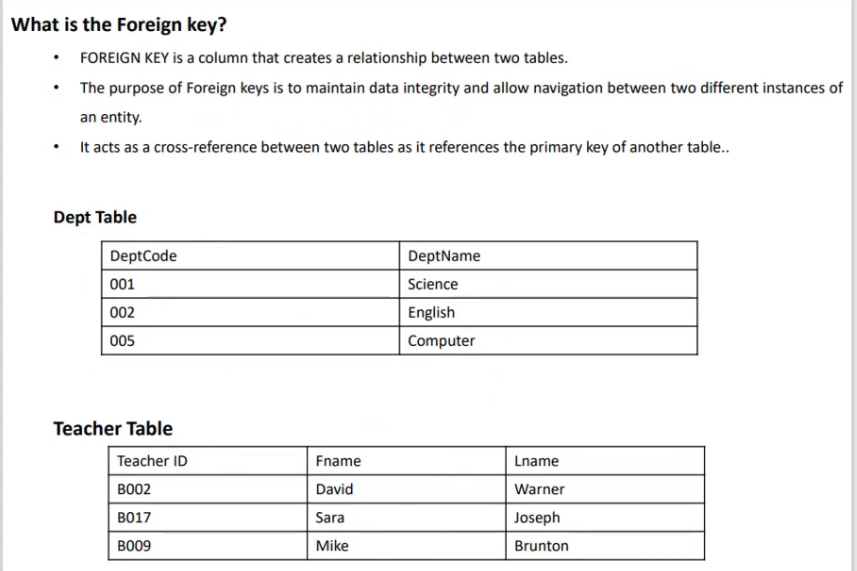 What is the Foreign key?
• FOREIGN KEY is a column that creates a relationship between two tables.
• The purpose of Foreign keys is to maintain data integrity and allow navigation between two different instances of
an entity.
• It acts as a cross-reference between two tables as it references the primary key of another table..
Dept Table
DeptCode DeptName
001 Science
002 English
005 Computer
Teacher Table
Teacher ID Fname Lname
B002 David Warner
B017 Sara Joseph
B009 Mike Brunton